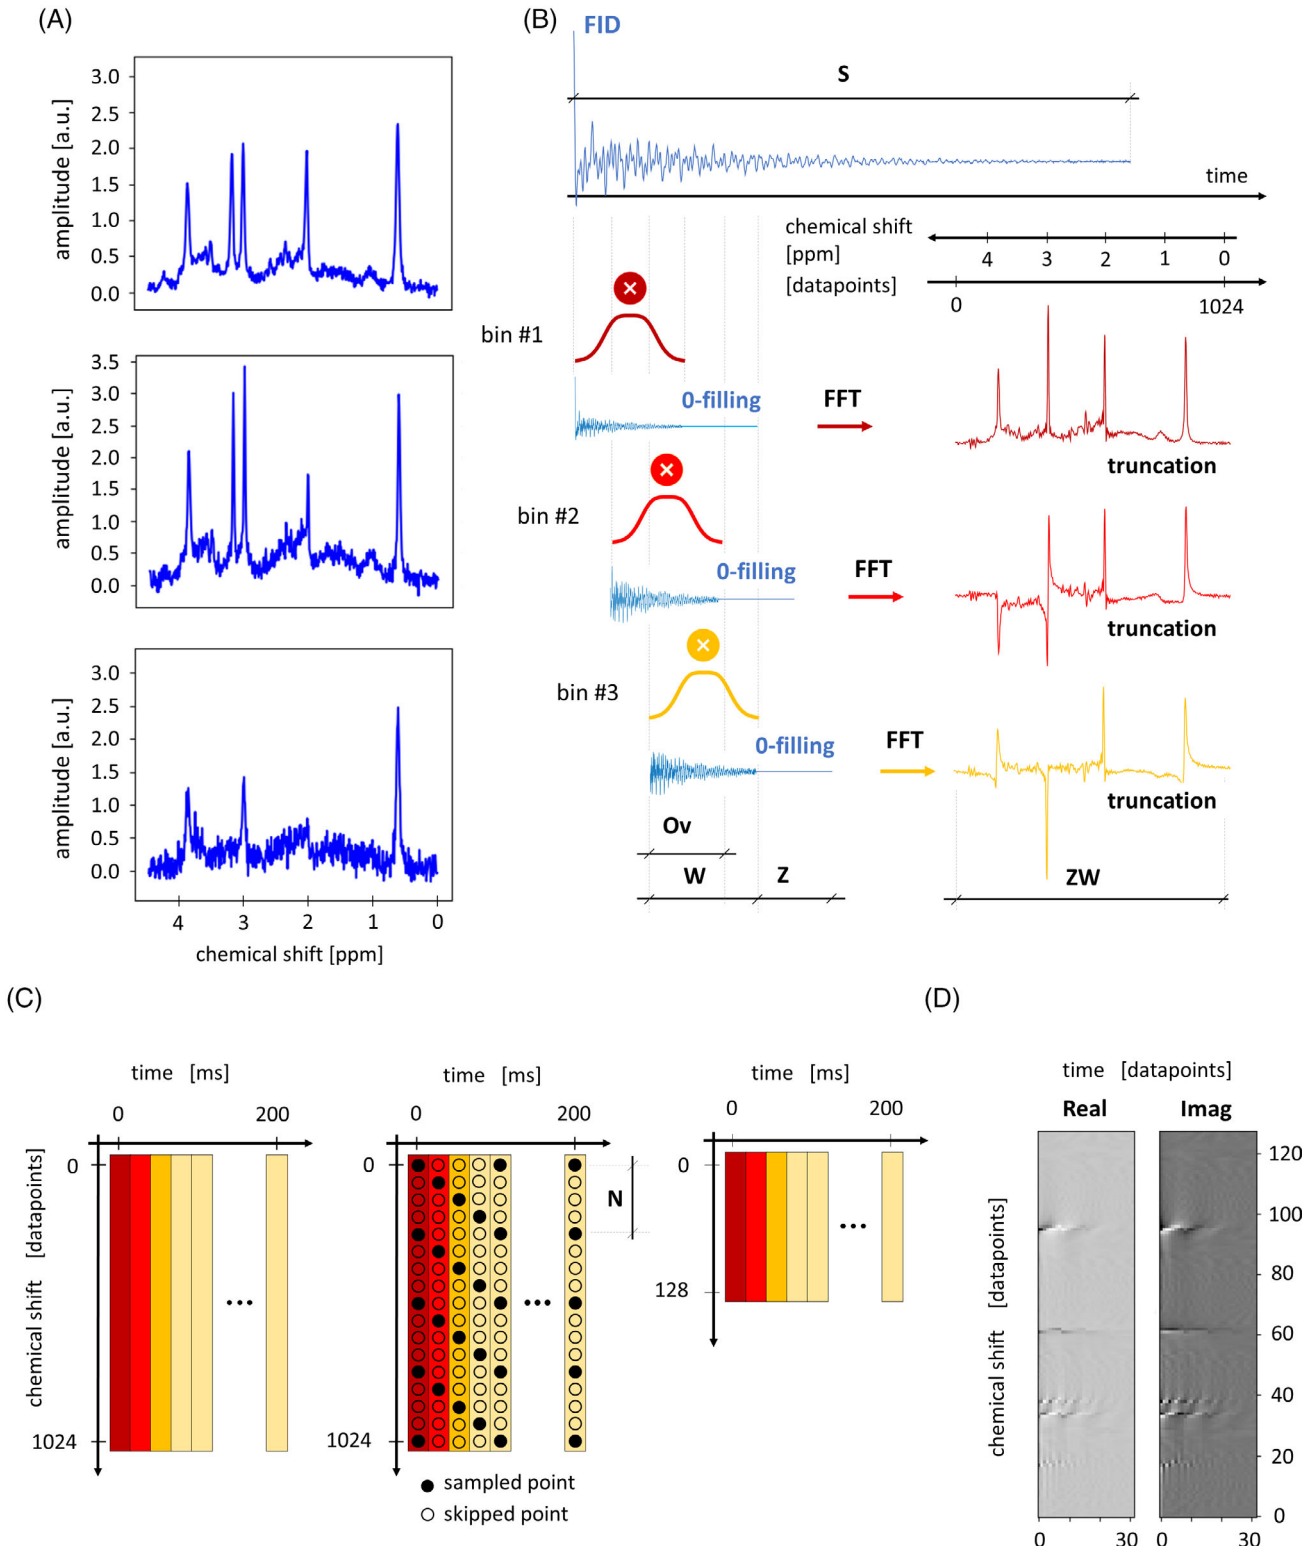 (A)
amplitude [a.u.]
3.0
2.5
2.0
1.5
1.0
0.5
0.0
amplitude [a.u.]
3.5
3.0
2.5
2.0
1.5
1.0
0.5
0.0
amplitude [a.u.]
3.0
2.5
2.0
1.5
1.0
0.5
0.0
4 3 2 1 0
chemical shift [ppm]
(B)
FID
S
time
chemical shift
[ppm]
4 3 2 1 0
[datapoints]
0 1024
bin #1
0-filling
FFT
truncation
bin #2
0-filling
FFT
truncation
bin #3
0-filling
FFT
truncation
Ov
W Z
ZW
(C)
time [ms]
0 200
chemical shift [datapoints]
0
1024
time [ms]
0 200
0
N
1024
sampled point
skipped point
time [ms]
0 200
0
128
(D)
time [datapoints]
Real Imag
chemical shift [datapoints]
120
100
80
60
40
20
0
0 30 0 30